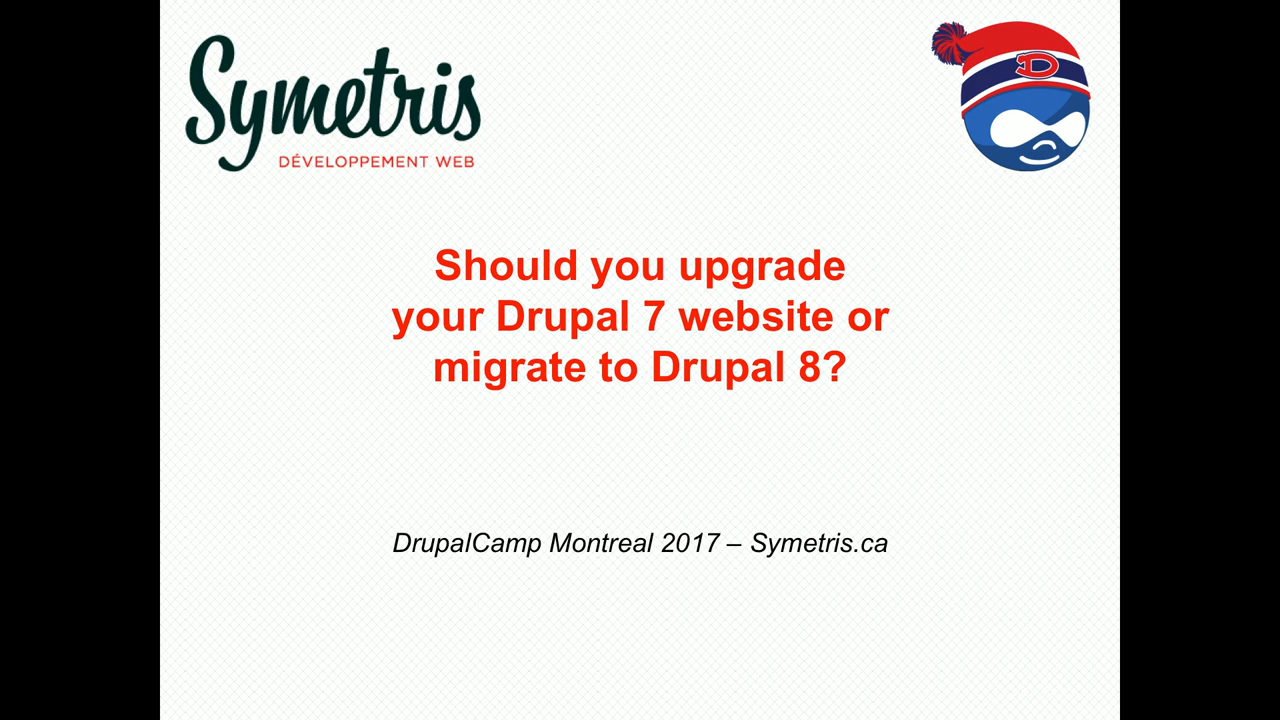 Symetris
DÉVELOPPEMENT WEB
D
Should you upgrade
your Drupal 7 website or
migrate to Drupal 8?
DrupalCamp Montreal 2017 – Symetris.ca